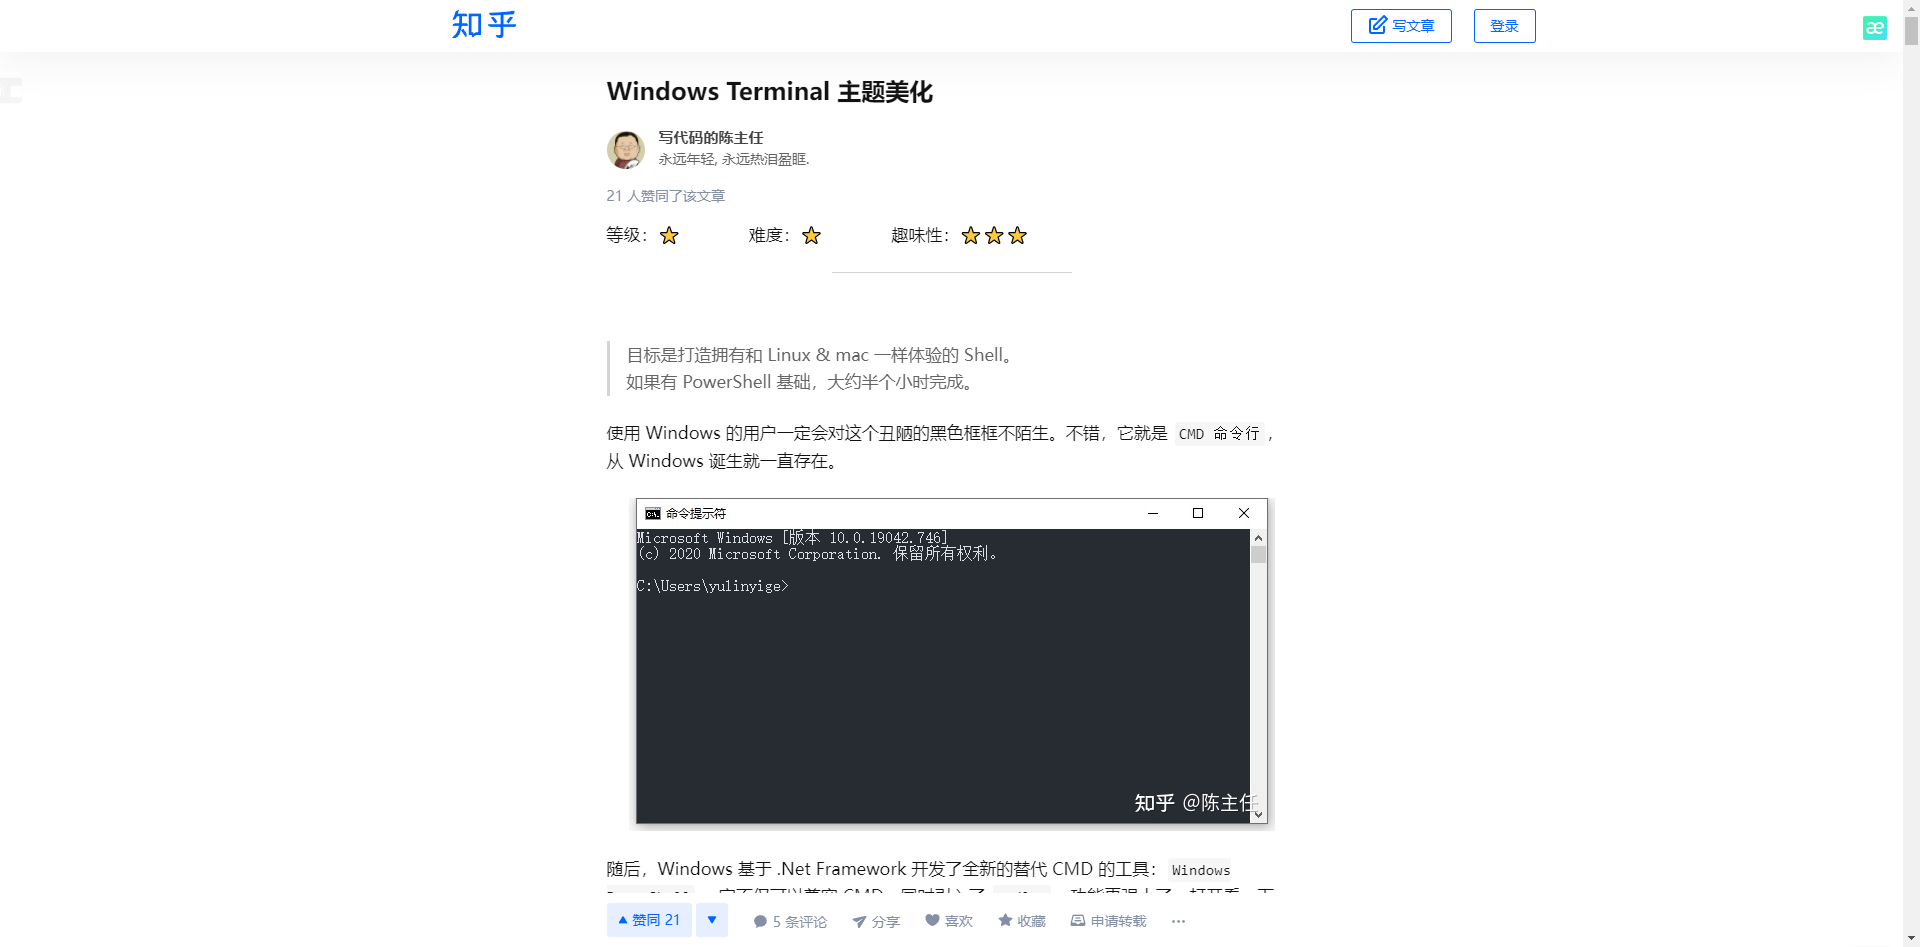 知乎
写文章
登录
æ
Windows Terminal 主题美化
写代码的陈主任
永远年轻, 永远热泪盈眶.
21 人赞同了该文章
等级： 难度： 趣味性：
目标是打造拥有和 Linux & mac 一样体验的 Shell。
如果有 PowerShell 基础，大约半个小时完成。
使用 Windows 的用户一定会对这个丑陋的黑色框框不陌生。不错，它就是 CMD 命令行，
从 Windows 诞生就一直存在。
命令提示符
Microsoft Windows [版本 10.0.19042.746]
(c) 2020 Microsoft Corporation. 保留所有权利。
C:\Users\yulinyige>
知乎 @陈主任
随后，Windows 基于 .Net Framework 开发了全新的替代 CMD 的工具： Windows
赞同 21
5 条评论
分享
喜欢
收藏
申请转载